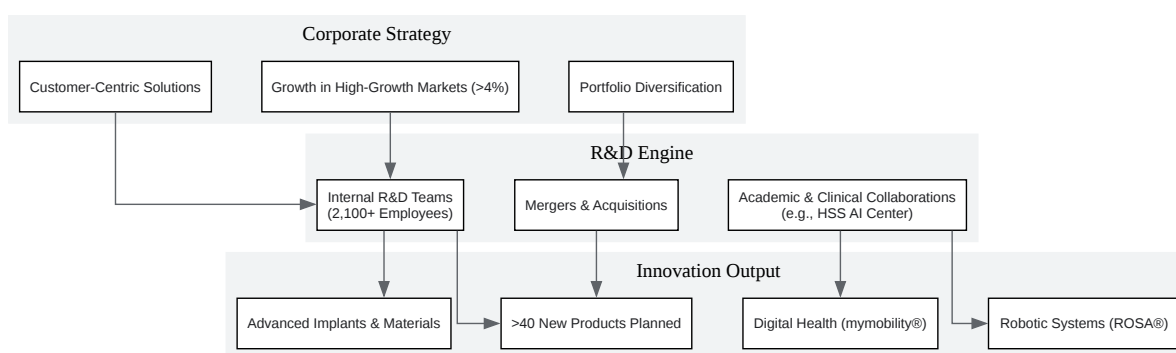 Corporate Strategy
Customer-Centric Solutions
Growth in High-Growth Markets (>4%)
Portfolio Diversification
R&D Engine
Internal R&D Teams
(2,100+ Employees)
Mergers & Acquisitions
Academic & Clinical Collaborations
(e.g., HSS AI Center)
Innovation Output
Advanced Implants & Materials
>40 New Products Planned
Digital Health (mymobility®)
Robotic Systems (ROSA®)